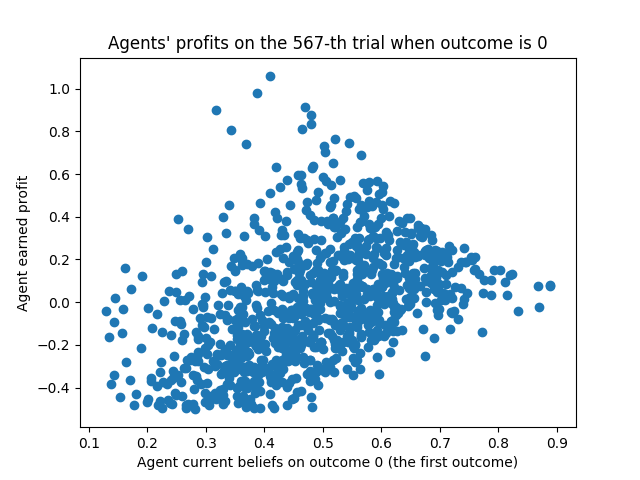 Agents' profits on the 567-th trial when outcome is 0
Agent earned profit
1.0
0.8
0.6
0.4
0.2
0.0
−0.2
−0.4
0.1 0.2 0.3 0.4 0.5 0.6 0.7 0.8 0.9
Agent current beliefs on outcome 0 (the first outcome)